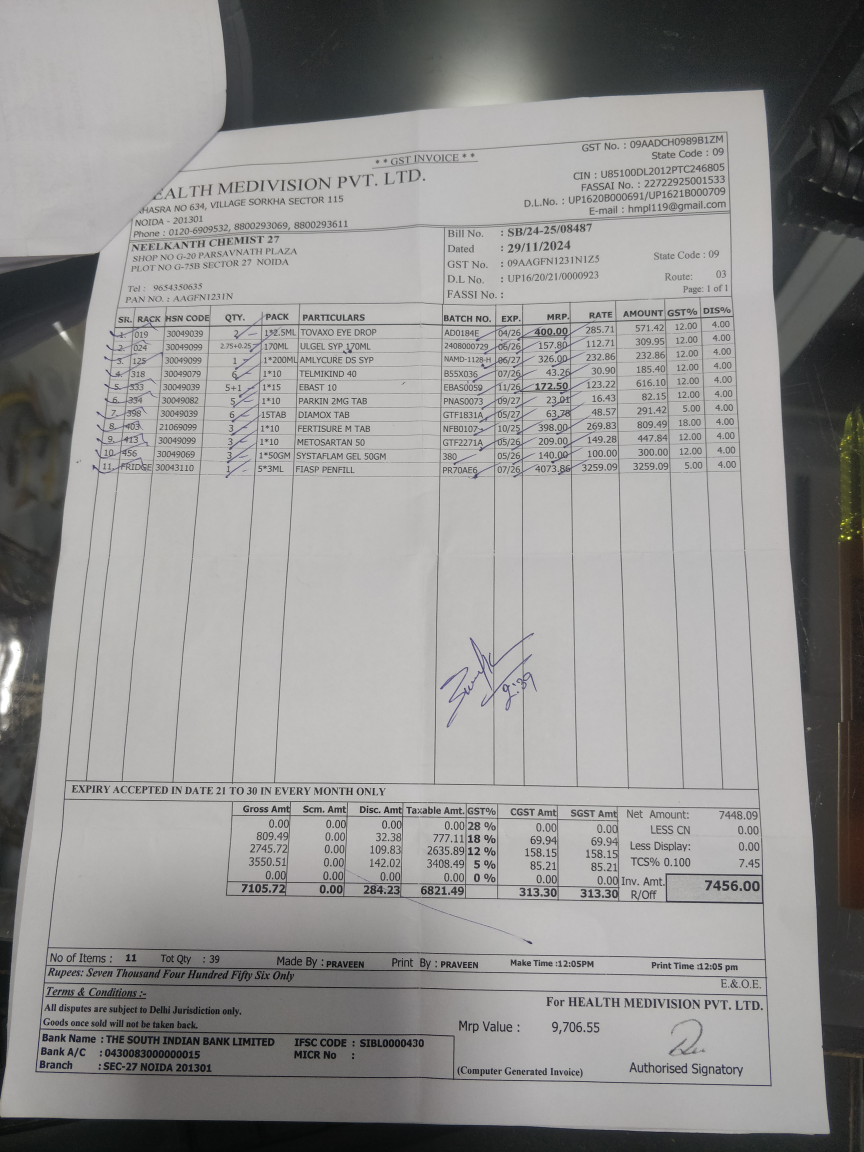 ** GST INVOICE **
GST No. : 09AADCH0989B1ZM
State Code : 09
EALTH MEDIVISION PVT. LTD.
CIN : U85100DL2012PTC246805
HASRA NO 634, VILLAGE SORKHA SECTOR 115
FASSAI No. : 22722925001533
NOIDA - 201301
D.L.No. : UP1620B000691/UP1621B000709
Phone : 0120-6909532, 8800293069, 8800293611
E-mail : hmpl119@gmail.com
NEELKANTH CHEMIST 27
SHOP NO G-20 PARSAVNATH PLAZA
PLOT NO G-75B SECTOR 27 NOIDA
Tel : 9654350635
PAN NO. : AAGFN1231N
Bill No. : SB/24-25/08487
Dated : 29/11/2024
GST No. : 09AAGFN1231N1Z5 State Code : 09
D.L No. : UP16/20/21/0000923 Route: 03
FASSI No. : Page: 1 of 1
SR. RACK HSN CODE QTY. PACK PARTICULARS BATCH NO. EXP. MRP. RATE AMOUNT GST% DIS%
1. 019 30049039 2 1*2.5ML TOVAXO EYE DROP AD0184E 04/26 400.00 285.71 571.42 12.00 4.00
2. 024 30049099 2.75+0.25 170ML ULGEL SYP 170ML 2408000729 06/26 157.80 112.71 309.95 12.00 4.00
3. 125 30049099 1 1*200ML AMLYCURE DS SYP NAMD-1128-H 06/27 326.00 232.86 232.86 12.00 4.00
4. 318 30049079 6 1*10 TELMIKIND 40 B55X036 07/26 43.26 30.90 185.40 12.00 4.00
5. 333 30049039 5+1 1*15 EBAST 10 EBAS0059 11/26 172.50 123.22 616.10 12.00 4.00
6. 334 30049082 5 1*10 PARKIN 2MG TAB PNAS0073 09/27 23.01 16.43 82.15 12.00 4.00
7. 398 30049039 6 15TAB DIAMOX TAB GTF1831A 05/27 63.78 48.57 291.42 5.00 4.00
8. 403 21069099 3 1*10 FERTISURE M TAB NFB0107 10/25 398.00 269.83 809.49 18.00 4.00
9. 413 30049099 3 1*10 METOSARTAN 50 GTF2271A 05/26 209.00 149.28 447.84 12.00 4.00
10. 456 30049069 3 1*50GM SYSTAFLAM GEL 50GM 380 05/26 140.00 100.00 300.00 12.00 4.00
11. FRIDGE 30043110 1 5*3ML FIASP PENFILL PR70AE6 07/26 4073.86 3259.09 3259.09 5.00 4.00
2:39
EXPIRY ACCEPTED IN DATE 21 TO 30 IN EVERY MONTH ONLY
Gross Amt Scm. Amt Disc. Amt Taxable Amt. GST% CGST Amt SGST Amt
0.00 0.00 0.00 0.00 28 % 0.00 0.00
809.49 0.00 32.38 777.11 18 % 69.94 69.94
2745.72 0.00 109.83 2635.89 12 % 158.15 158.15
3550.51 0.00 142.02 3408.49 5 % 85.21 85.21
0.00 0.00 0.00 0.00 0 % 0.00 0.00
7105.72 0.00 284.23 6821.49 313.30 313.30
Net Amount: 7448.09
LESS CN 0.00
Less Display: 0.00
TCS% 0.100 7.45
Inv. Amt. 7456.00
R/Off
No of Items : 11 Tot Qty : 39 Made By : PRAVEEN Print By : PRAVEEN Make Time :12:05PM Print Time :12:05 pm
Rupees: Seven Thousand Four Hundred Fifty Six Only
E.&.O.E.
Terms & Conditions :-
All disputes are subject to Delhi Jurisdiction only.
Goods once sold will not be taken back.
For HEALTH MEDIVISION PVT. LTD.
Mrp Value : 9,706.55
Bank Name : THE SOUTH INDIAN BANK LIMITED IFSC CODE : SIBL0000430
Bank A/C : 0430083000000015 MICR No :
Branch : SEC-27 NOIDA 201301
(Computer Generated Invoice)
Authorised Signatory